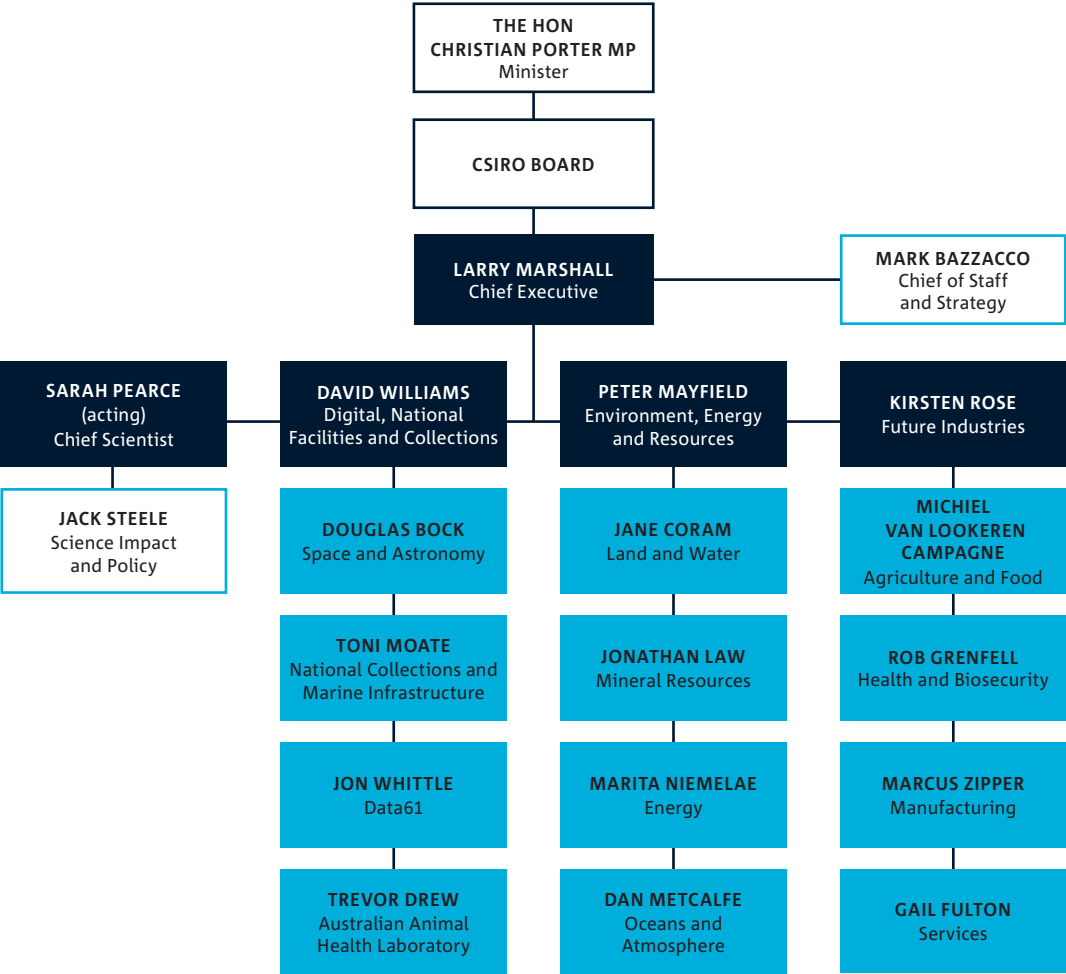 THE HON
CHRISTIAN PORTER MP
Minister
CSIRO BOARD
LARRY MARSHALL
Chief Executive
MARK BAZZACCO
Chief of Staff
and Strategy
SARAH PEARCE
(acting)
Chief Scientist
DAVID WILLIAMS
Digital, National
Facilities and Collections
PETER MAYFIELD
Environment, Energy
and Resources
KIRSTEN ROSE
Future Industries
JACK STEELE
Science Impact
and Policy
DOUGLAS BOCK
Space and Astronomy
JANE CORAM
Land and Water
MICHIEL
VAN LOOKEREN
CAMPAGNE
Agriculture and Food
TONI MOATE
National Collections and
Marine Infrastructure
JONATHAN LAW
Mineral Resources
ROB GRENFELL
Health and Biosecurity
JON WHITTLE
Data61
MARITA NIEMELAE
Energy
MARCUS ZIPPER
Manufacturing
TREVOR DREW
Australian Animal
Health Laboratory
DAN METCALFE
Oceans and
Atmosphere
GAIL FULTON
Services